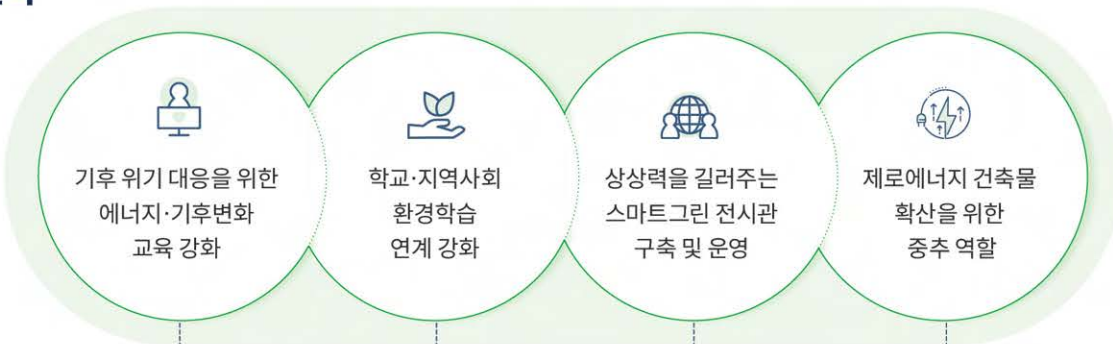 기후 위기 대응을 위한
에너지·기후변화
교육 강화
학교·지역사회
환경학습
연계 강화
상상력을 길러주는
스마트그린 전시관
구축 및 운영
제로에너지 건축물
확산을 위한
중추 역할